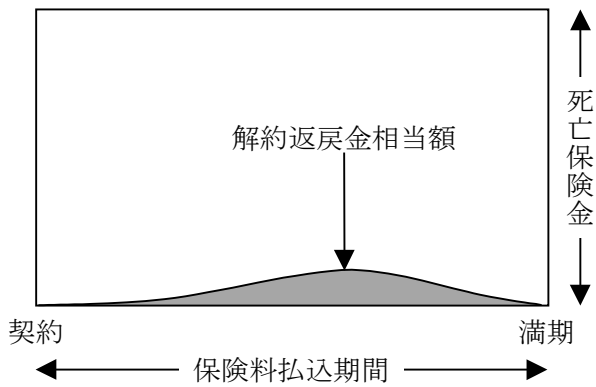 解約返戻金相当額
死亡保険金
契約
満期
保険料払込期間